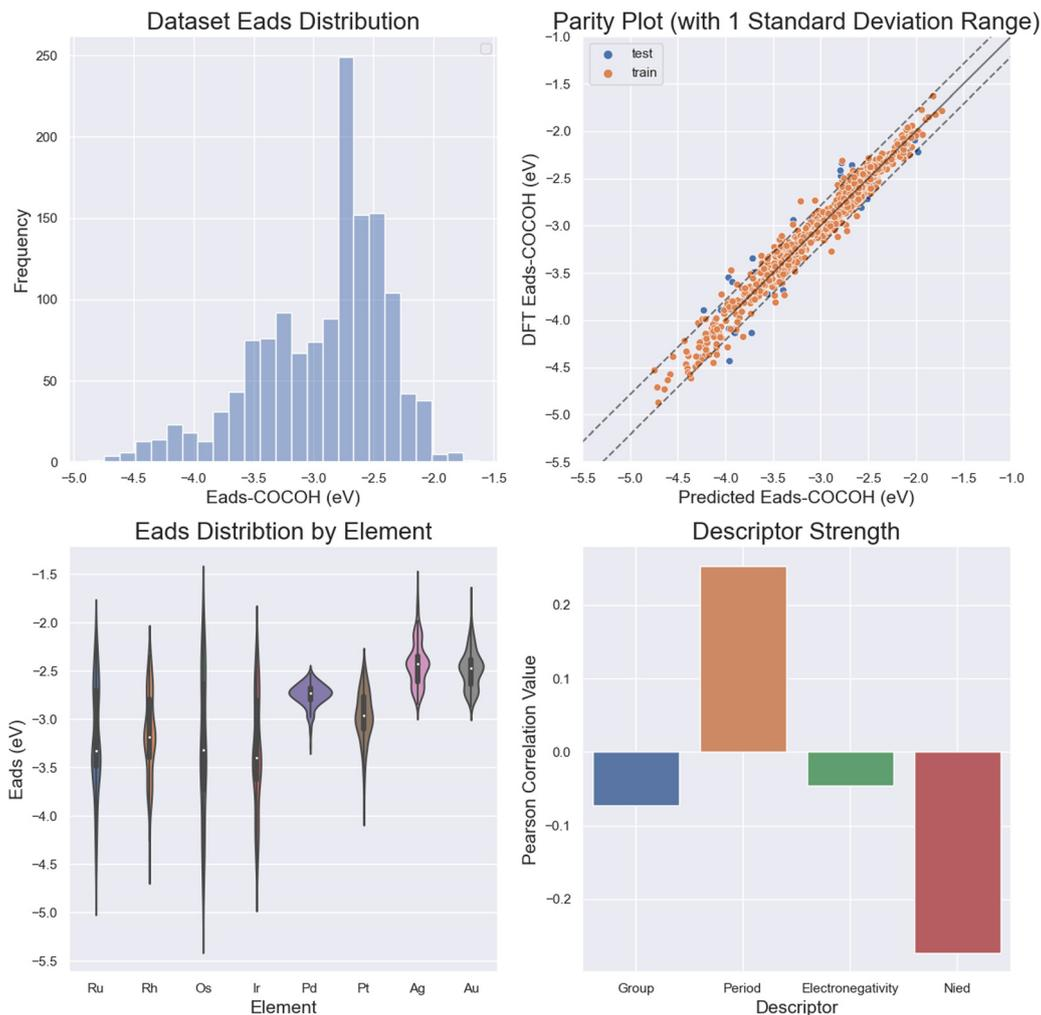 Dataset Eads Distribution
250
200
150
100
50
0
Frequency
−5.0 −4.5 −4.0 −3.5 −3.0 −2.5 −2.0 −1.5
Eads-COCOH (eV)
Parity Plot (with 1 Standard Deviation Range)
test
train
−1.0
−1.5
−2.0
−2.5
−3.0
−3.5
−4.0
−4.5
−5.0
−5.5
DFT Eads-COCOH (eV)
−5.5 −5.0 −4.5 −4.0 −3.5 −3.0 −2.5 −2.0 −1.5 −1.0
Predicted Eads-COCOH (eV)
Eads Distribtion by Element
−1.5
−2.0
−2.5
−3.0
−3.5
−4.0
−4.5
−5.0
−5.5
Eads (eV)
Ru Rh Os Ir Pd Pt Ag Au
Element
Descriptor Strength
0.2
0.1
0.0
−0.1
−0.2
Pearson Correlation Value
Group Period Electronegativity Nied
Descriptor